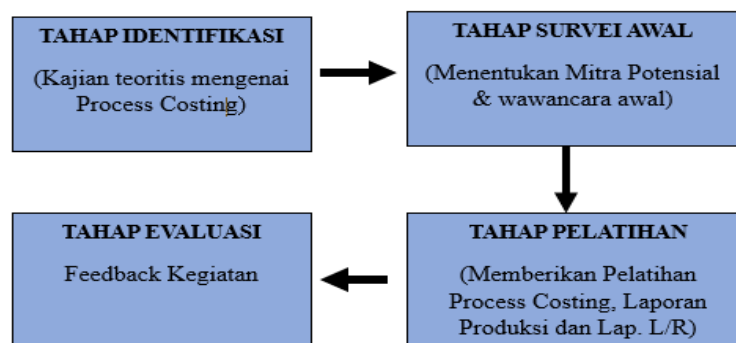 TAHAP IDENTIFIKASI
(Kajian teoritis mengenai
Process Costing)
TAHAP SURVEI AWAL
(Menentukan Mitra Potensial
& wawancara awal)
TAHAP PELATIHAN
(Memberikan Pelatihan
Process Costing, Laporan
Produksi dan Lap. L/R)
TAHAP EVALUASI
Feedback Kegiatan